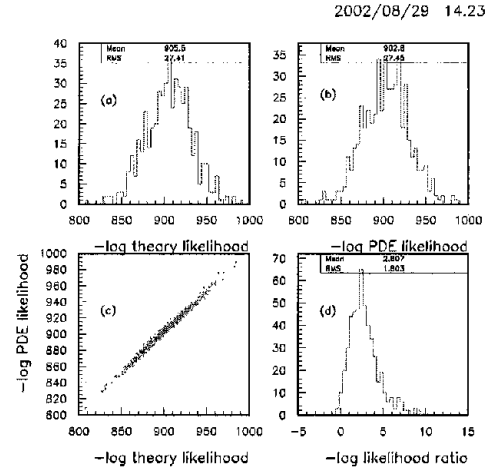 2002/08/29 14.23
Mean 905.5
RMS 27.41
(a)
40
35
30
25
20
15
10
5
0
800 850 900 950 1000
-log theory likelihood
Mean 902.8
RMS 27.45
(b)
35
30
25
20
15
10
5
0
800 850 900 950 1000
-log PDE likelihood
(c)
1000
980
960
940
920
900
880
860
840
820
800
-log PDE likelihood
800 850 900 950 1000
-log theory likelihood
Mean 2.807
RMS 1.803
(d)
70
60
50
40
30
20
10
0
-5 0 5 10 15
-log likelihood ratio